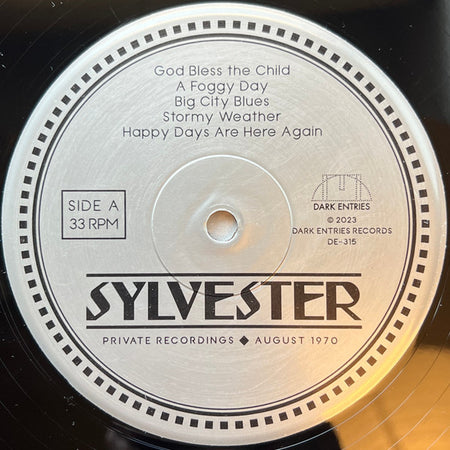 God Bless the Child
A Foggy Day
Big City Blues
Stormy Weather
Happy Days Are Here Again
SIDE A
33 RPM
DARK ENTRIES
© 2023
DARK ENTRIES RECORDS
DE-315
SYLVESTER
PRIVATE RECORDINGS ◆ AUGUST 1970